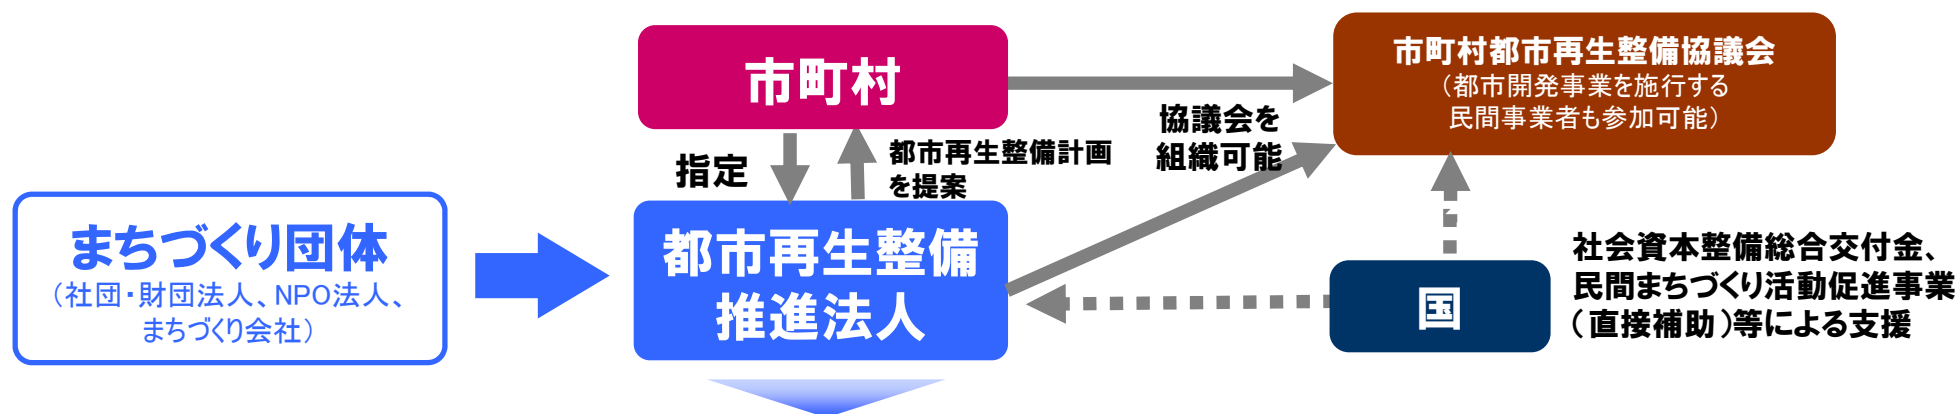 市町村
市町村都市再生整備協議会
（都市開発事業を施行する
民間事業者も参加可能）
協議会を
組織可能
指定
都市再生整備計画
を提案
まちづくり団体
（社団・財団法人、NPO法人、
まちづくり会社）
都市再生整備
推進法人
国
社会資本整備総合交付金、
民間まちづくり活動促進事業
（直接補助）等による支援